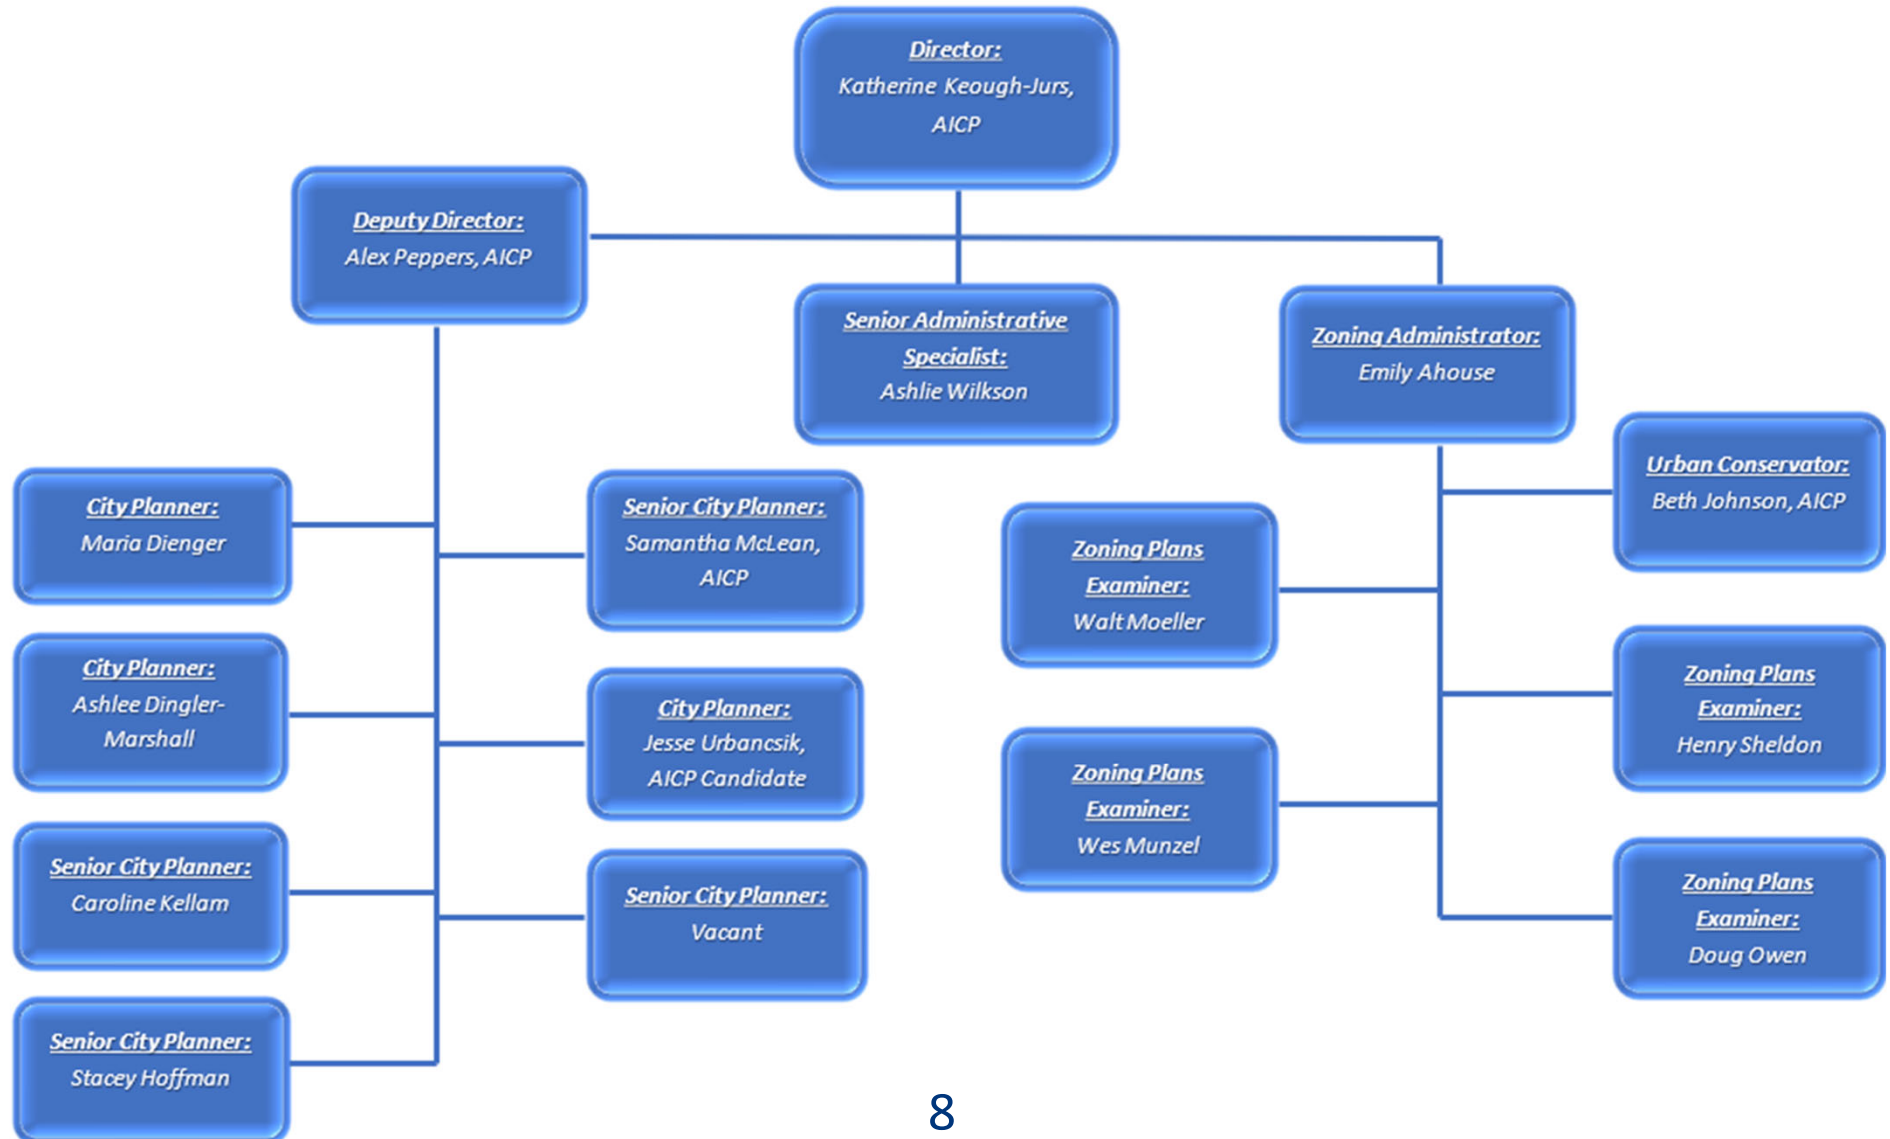 Director:
Katherine Keough-Jurs,
AICP
Deputy Director:
Alex Peppers, AICP
Senior Administrative
Specialist:
Ashlie Wilkson
Zoning Administrator:
Emily Ahouse
City Planner:
Maria Dienger
City Planner:
Ashlee Dingler-
Marshall
Senior City Planner:
Caroline Kellam
Senior City Planner:
Stacey Hoffman
Senior City Planner:
Samantha McLean,
AICP
City Planner:
Jesse Urbancsik,
AICP Candidate
Senior City Planner:
Vacant
Zoning Plans
Examiner:
Walt Moeller
Zoning Plans
Examiner:
Wes Munzel
Urban Conservator:
Beth Johnson, AICP
Zoning Plans
Examiner:
Henry Sheldon
Zoning Plans
Examiner:
Doug Owen
8